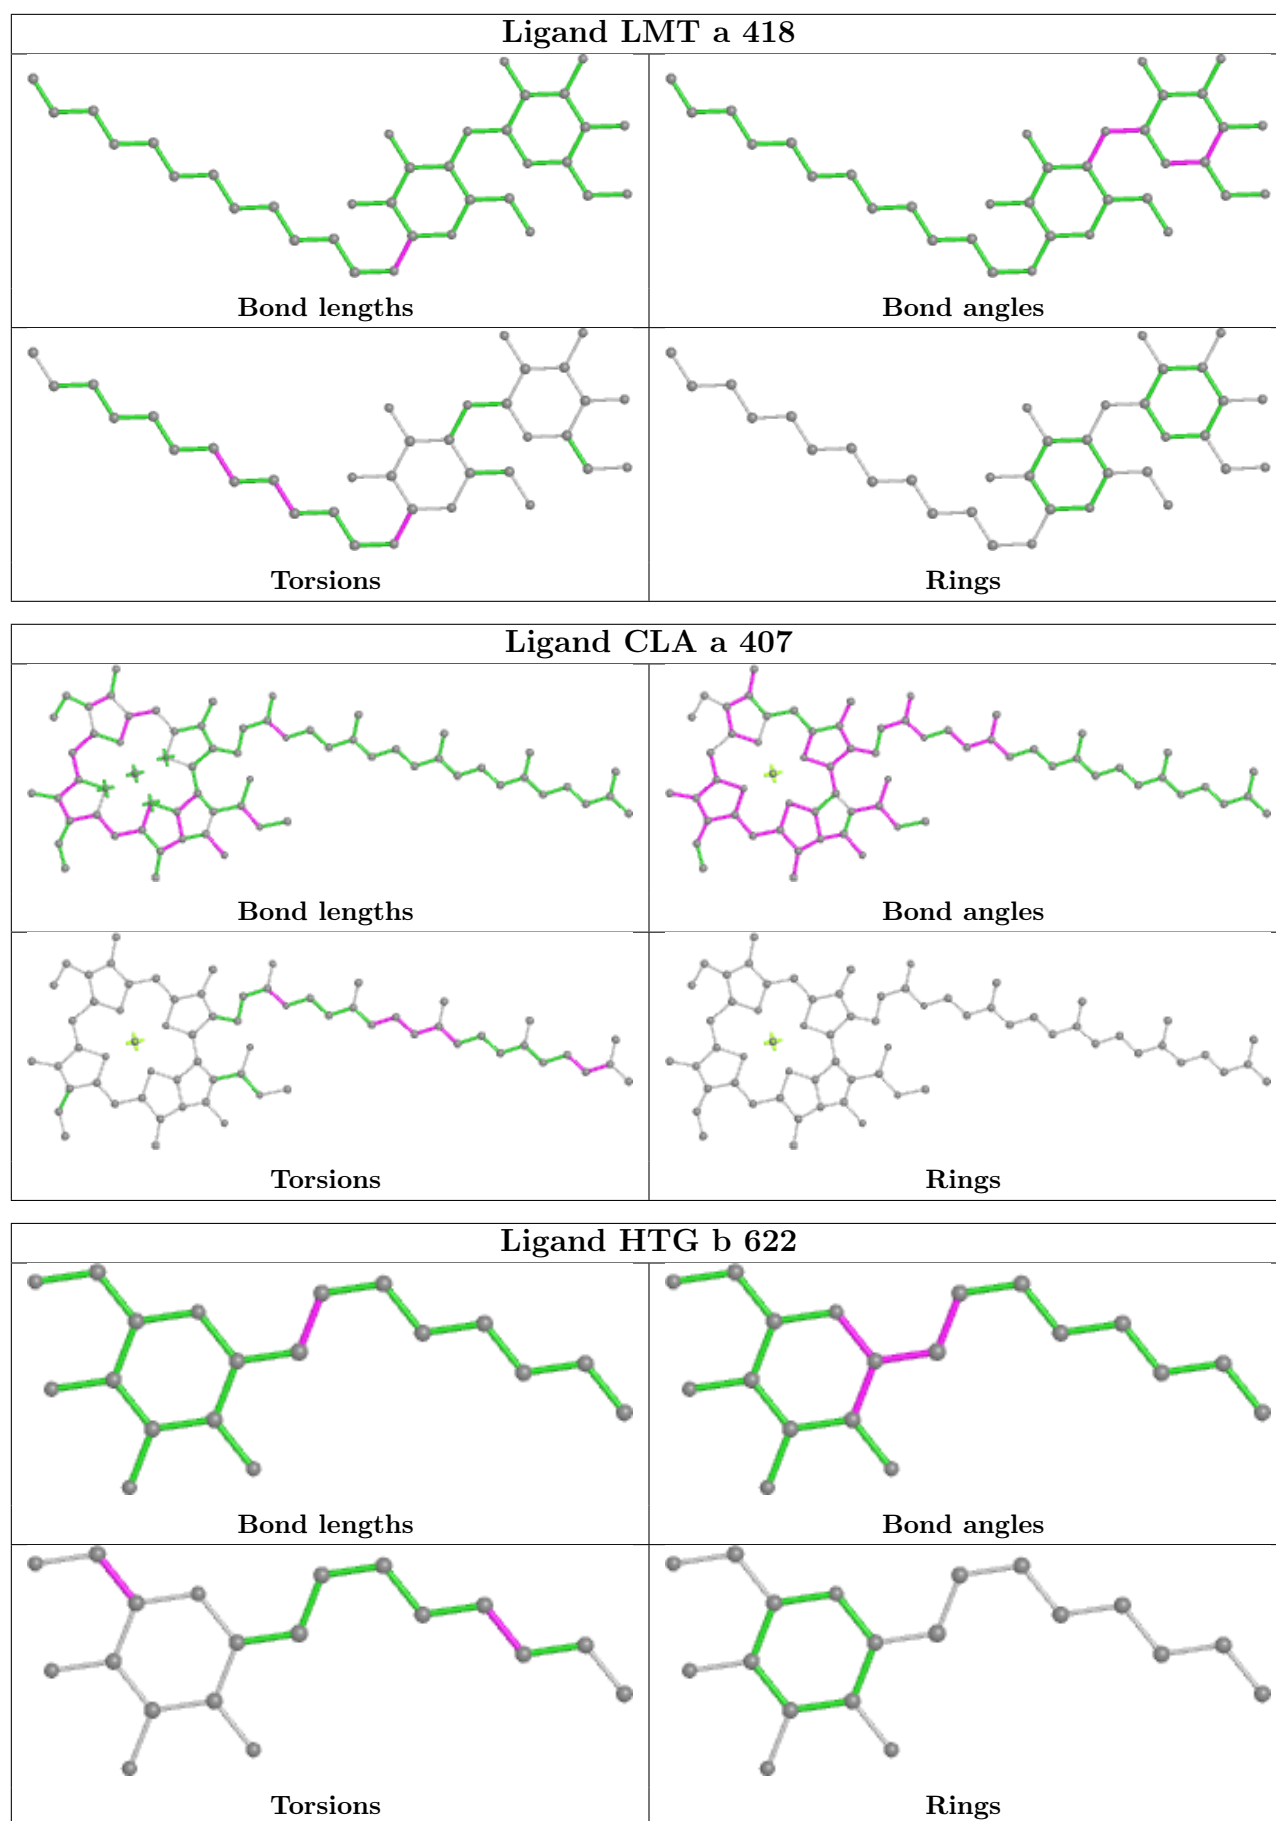 Ligand LMT a 418
Bond lengths
Bond angles
Torsions
Rings
Ligand CLA a 407
Bond lengths
Bond angles
Torsions
Rings
Ligand HTG b 622
Bond lengths
Bond angles
Torsions
Rings